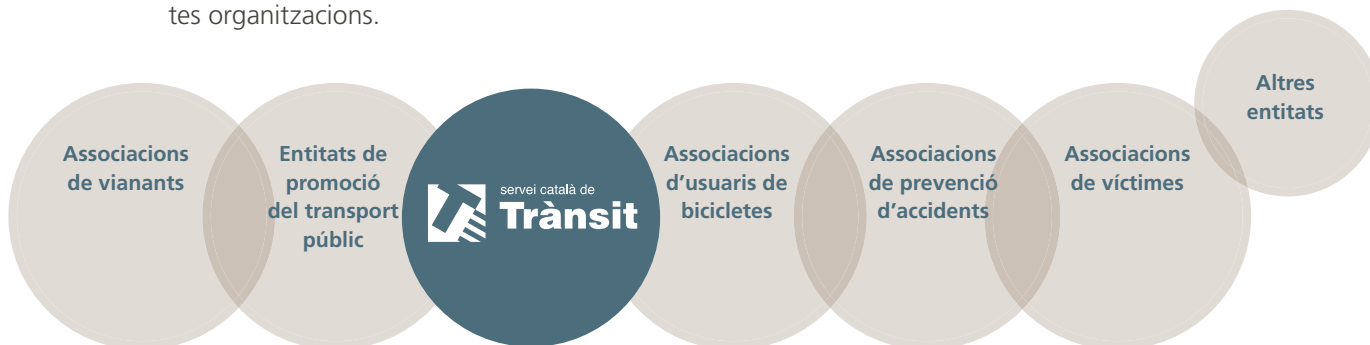 tes organitzacions.
Associacions
de vianants
Entitats de
promoció
del transport
públic
servei català de
Trànsit
Associacions
d’usuaris de
bicicletes
Associacions
de prevenció
d’accidents
Associacions
de víctimes
Altres
entitats